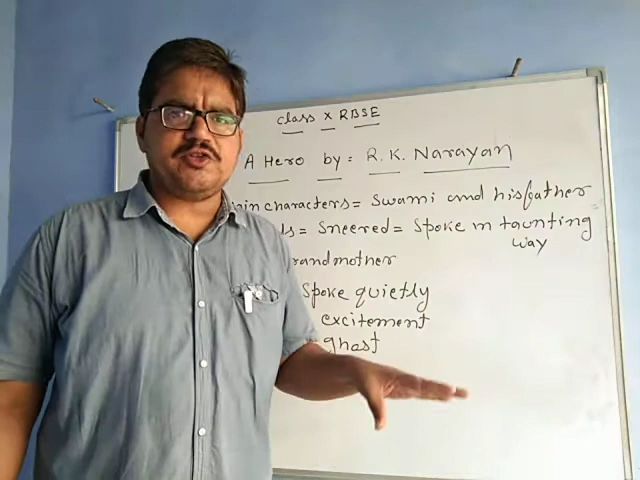 class x RBSE
A Hero by = R. K. Narayan
characters = Swami and his father
= Sneered = Spoke in taunting way
randmother
Spoke quietly
excitement
ghast